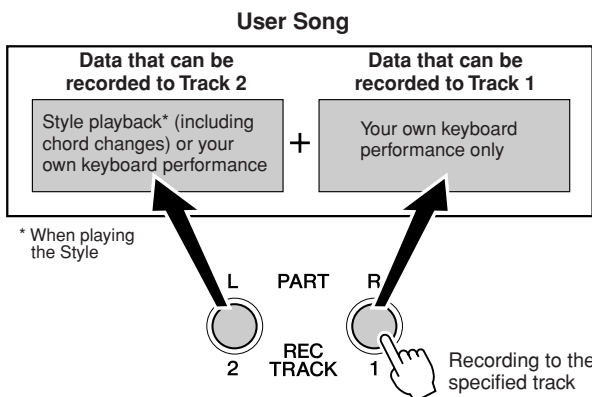 User Song
Data that can be
recorded to Track 2
Data that can be
recorded to Track 1
Style playback* (including
chord changes) or your
own keyboard performance
+
Your own keyboard
performance only
* When playing
the Style
L PART R
REC
2 TRACK 1
Recording to the
specified track